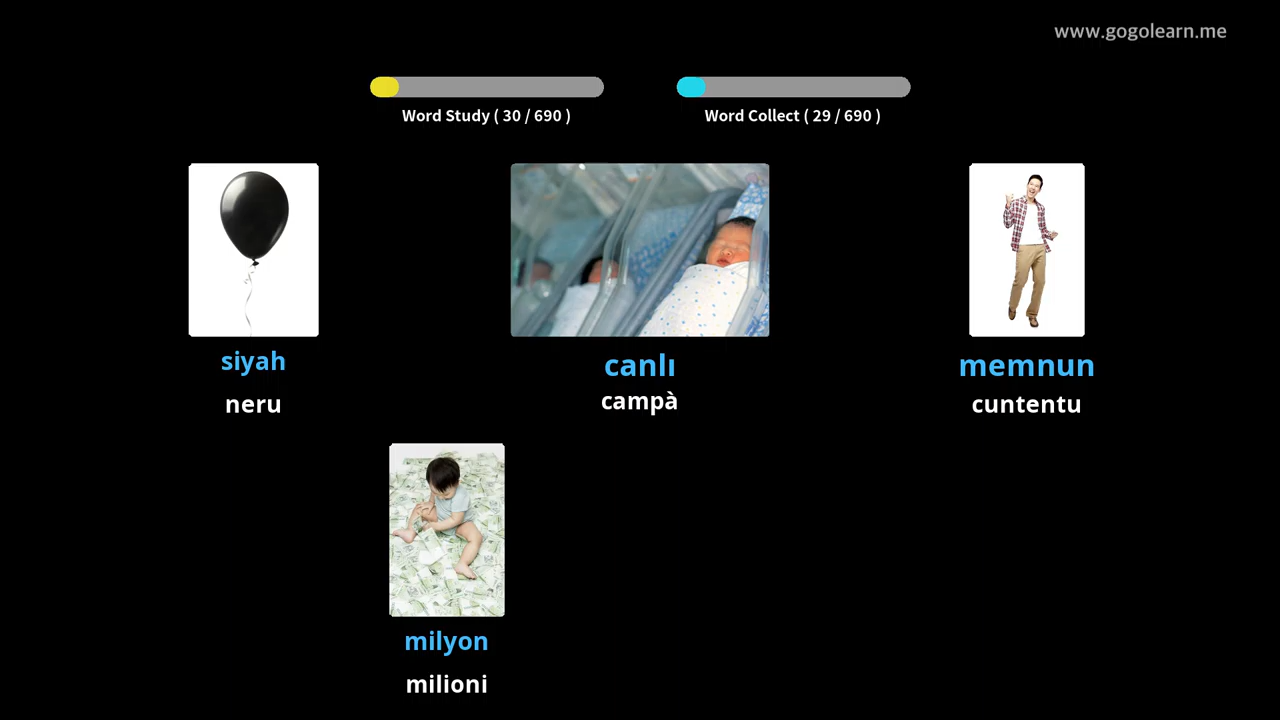 www.gogolearn.me
Word Study ( 30 / 690 )
Word Collect ( 29 / 690 )
siyah
neru
canlı
campà
memnun
cuntentu
milyon
milioni